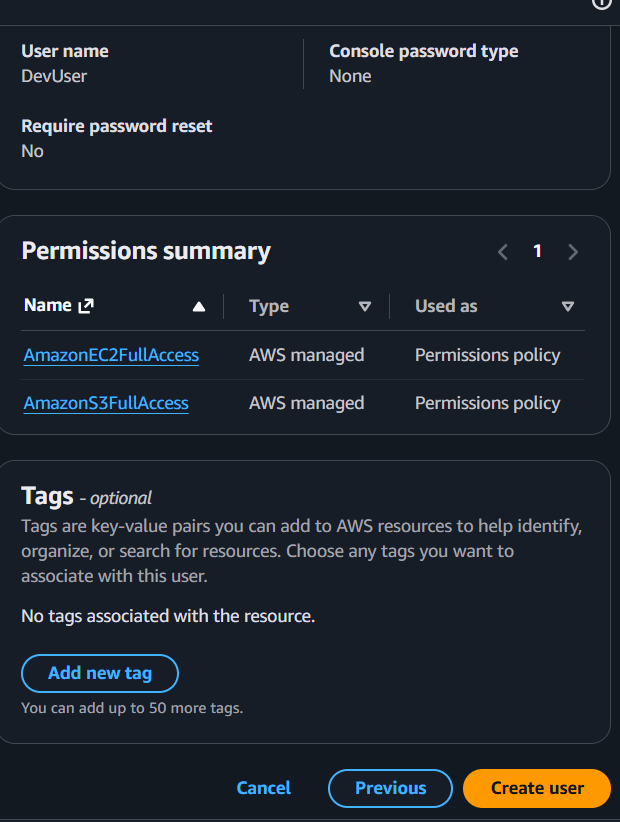 User name
Console password type
DevUser
None
Require password reset
No
Permissions summary
1
Name
Type
Used as
AmazonEC2FullAccess
AWS managed
Permissions policy
AmazonS3FullAccess
AWS managed
Permissions policy
Tags - optional
Tags are key-value pairs you can add to AWS resources to help identify,
organize, or search for resources. Choose any tags you want to
associate with this user.
No tags associated with the resource.
Add new tag
You can add up to 50 more tags.
Cancel
Previous
Create user